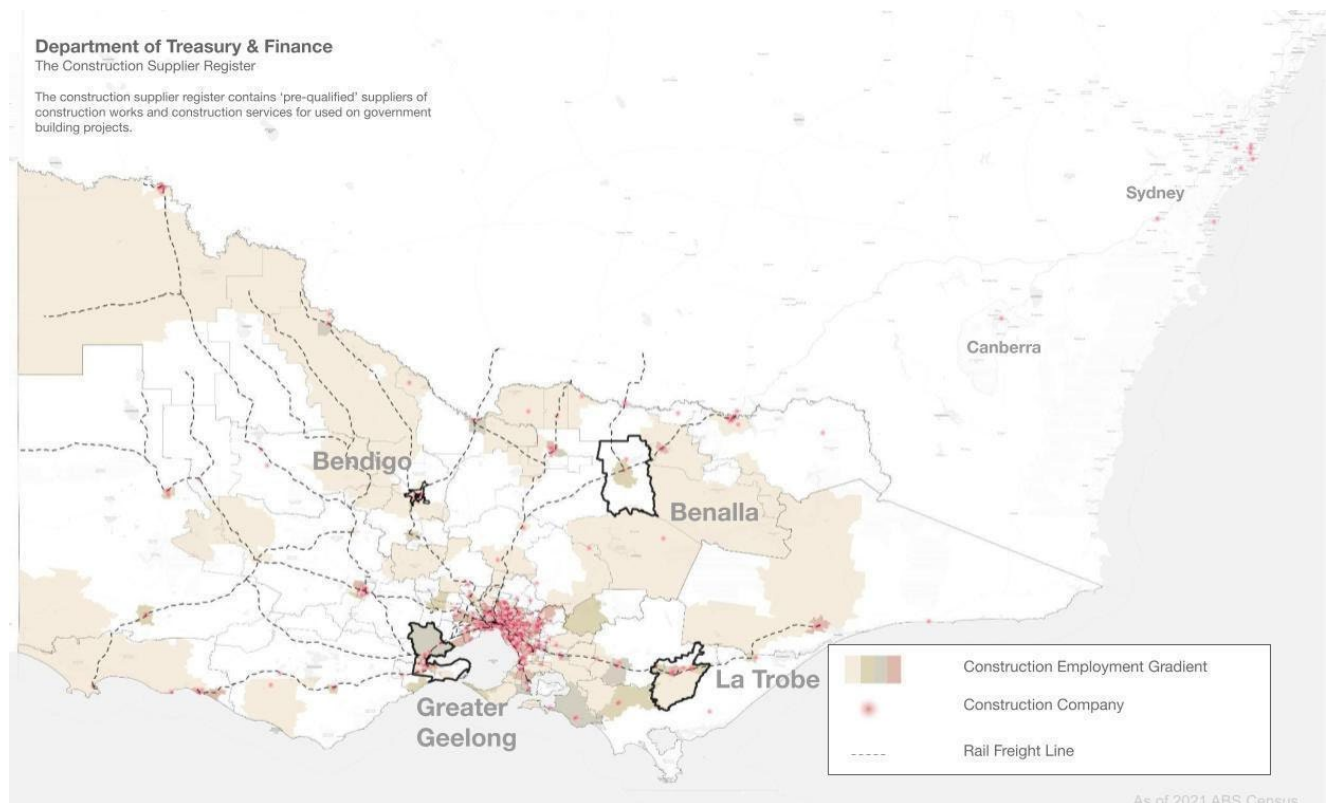 Department of Treasury & Finance
The Construction Supplier Register
The construction supplier register contains 'pre-qualified' suppliers of
construction works and construction services for used on government
building projects.
Sydney
Canberra
Bendigo
Benalla
La Trobe
Greater
Geelong
Construction Employment Gradient
Construction Company
Rail Freight Line
As of 2021 ABS Census